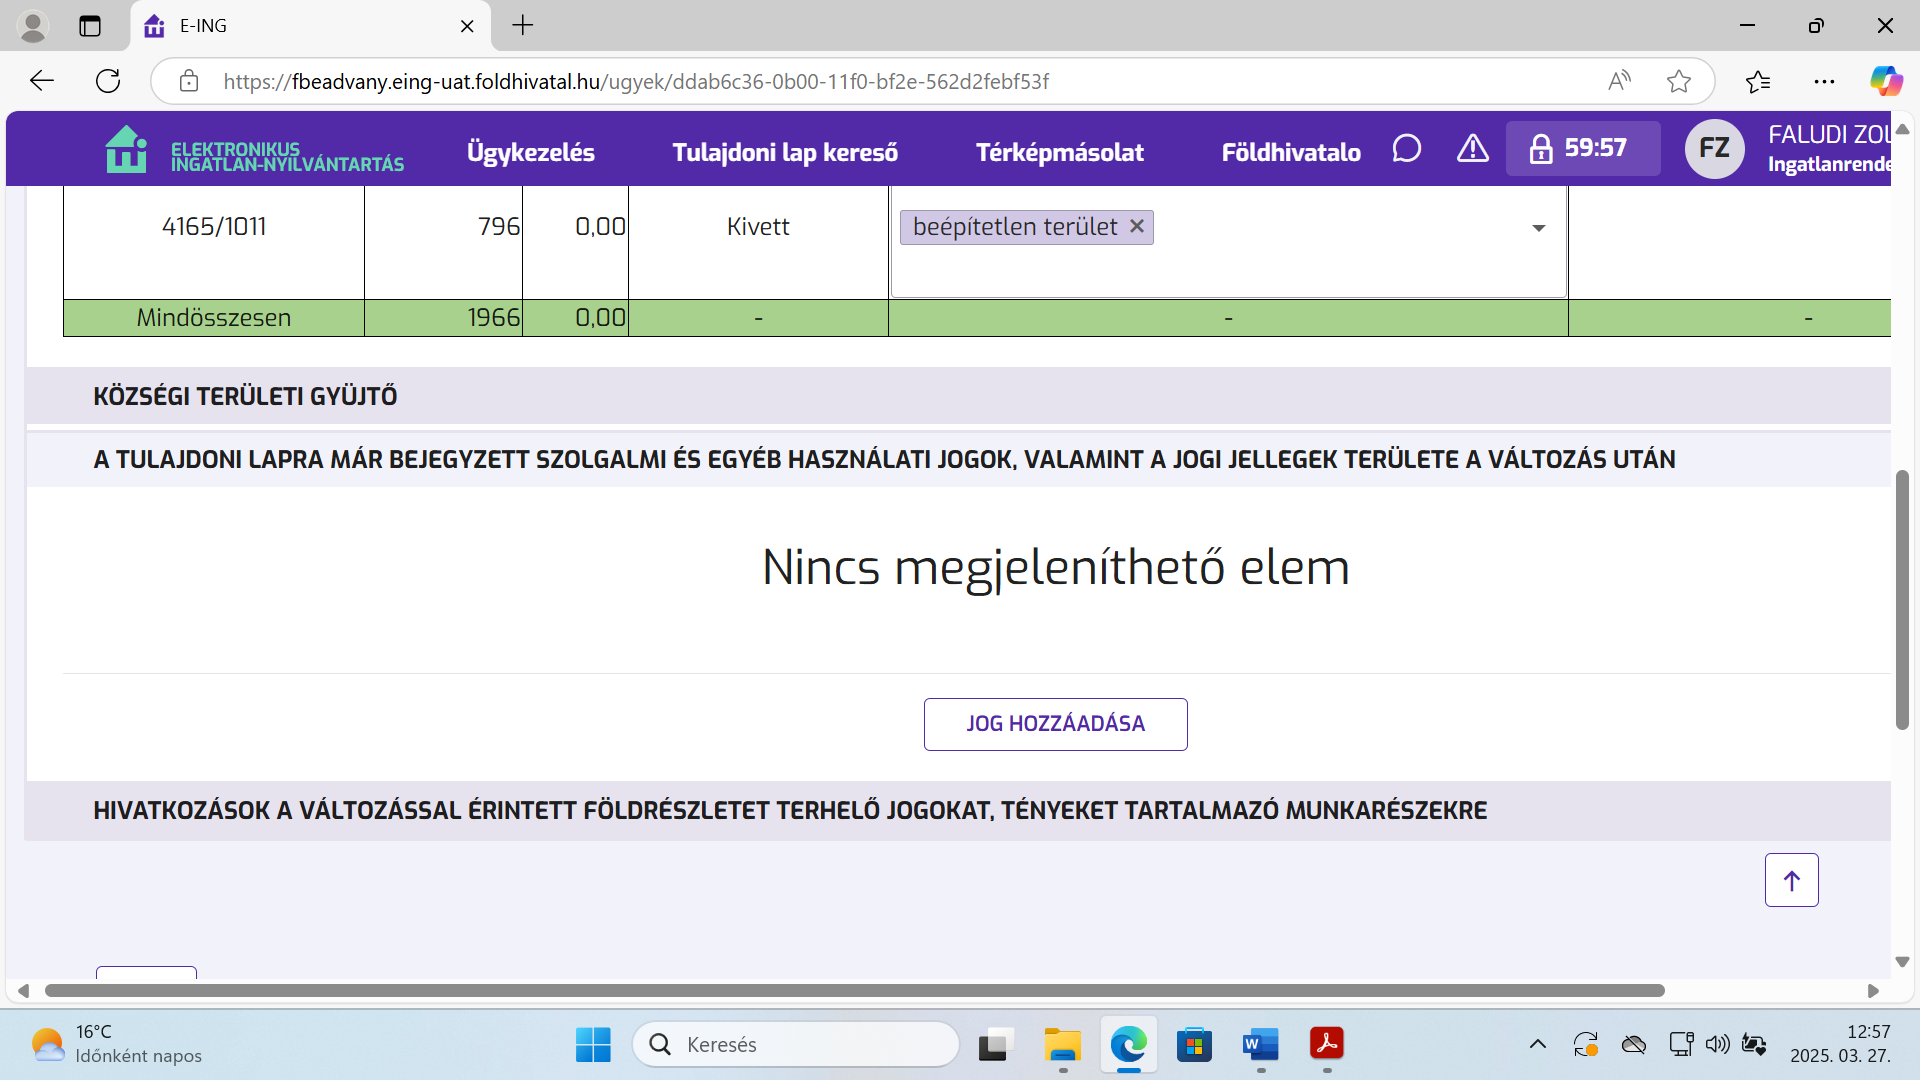 E-ING
https://fbeadvany.eing-uat.foldhivatal.hu/ugyek/ddab6c36-0b00-11f0-bf2e-562d2febf53f
ELEKTRONIKUS
INGATLAN-NYILVÁNTARTÁS
Ügykezelés
Tulajdoni lap kereső
Térképmásolat
Földhivatalo
59:57
FZ
FALUDI ZOL
Ingatlanrende
4165/1011 796 0,00 Kivett beépítetlen terület
Mindösszesen 1966 0,00 - - -
KÖZSÉGI TERÜLETI GYŰJTŐ
A TULAJDONI LAPRA MÁR BEJEGYZETT SZOLGALMI ÉS EGYÉB HASZNÁLATI JOGOK, VALAMINT A JOGI JELLEGEK TERÜLETE A VÁLTOZÁS UTÁN
Nincs megjeleníthető elem
JOG HOZZÁADÁSA
HIVATKOZÁSOK A VÁLTOZÁSSAL ÉRINTETT FÖLDRÉSZLETET TERHELŐ JOGOKAT, TÉNYEKET TARTALMAZÓ MUNKARÉSZEKRE
16°C
Időnként napos
Keresés
12:57
2025. 03. 27.